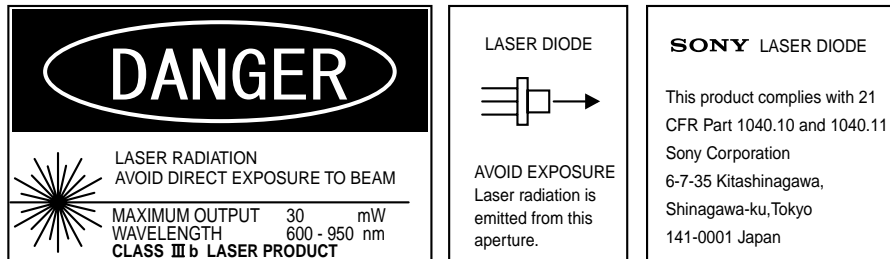 DANGER
LASER RADIATION
AVOID DIRECT EXPOSURE TO BEAM
MAXIMUM OUTPUT 30 mW
WAVELENGTH 600 - 950 nm
CLASS Ⅲ b LASER PRODUCT
LASER DIODE
AVOID EXPOSURE
Laser radiation is
emitted from this
aperture.
SONY LASER DIODE
This product complies with 21
CFR Part 1040.10 and 1040.11
Sony Corporation
6-7-35 Kitashinagawa,
Shinagawa-ku,Tokyo
141-0001 Japan